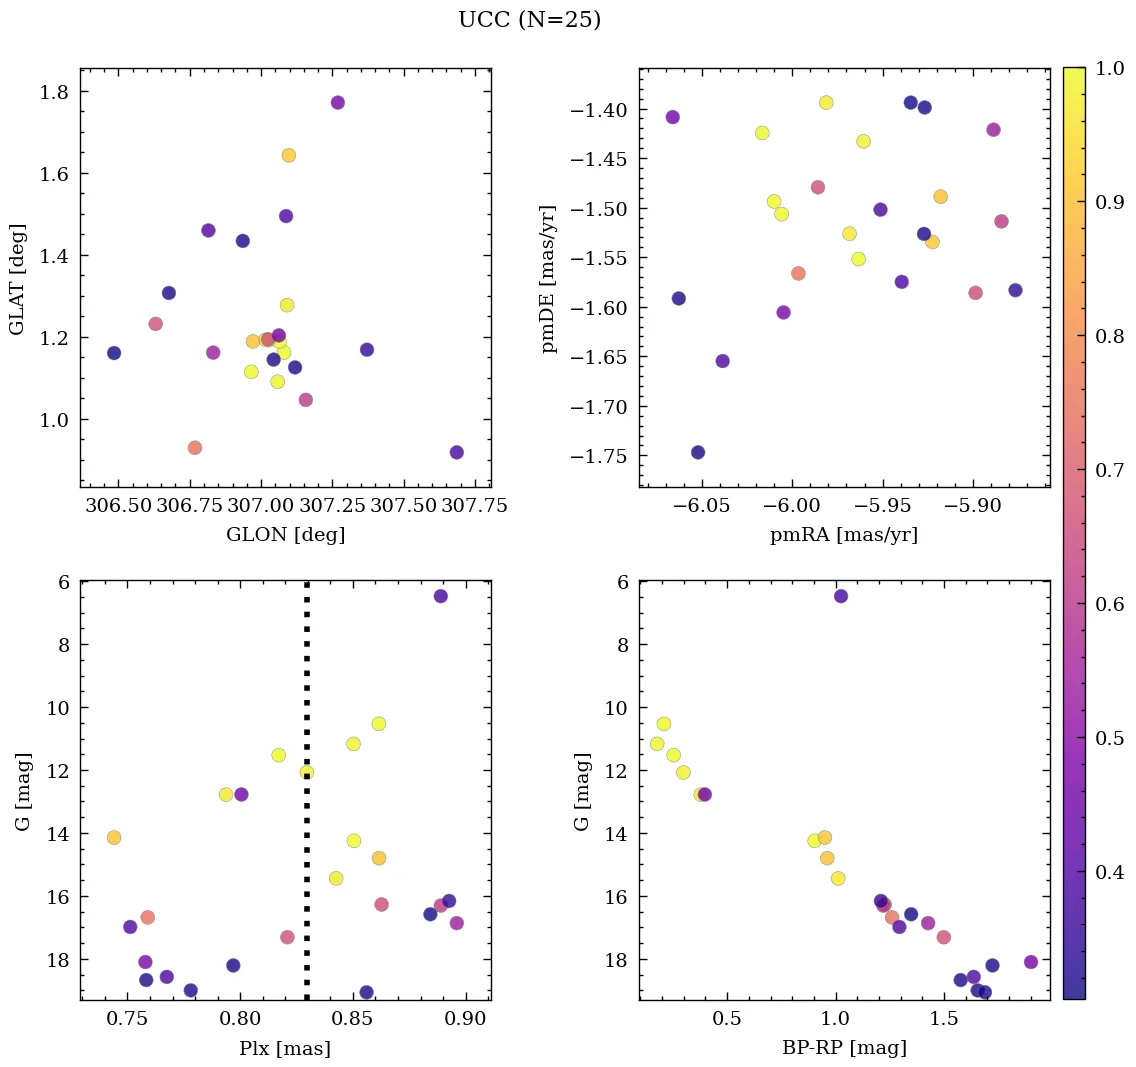 UCC (N=25)
1.8
1.6
1.4
1.2
1.0
GLAT [deg]
306.50 306.75 307.00 307.25 307.50 307.75
GLON [deg]
−1.40
−1.45
−1.50
−1.55
−1.60
−1.65
−1.70
−1.75
pmDE [mas/yr]
−6.05 −6.00 −5.95 −5.90
pmRA [mas/yr]
6
8
10
12
14
16
18
G [mag]
0.75 0.80 0.85 0.90
Plx [mas]
6
8
10
12
14
16
18
G [mag]
0.5 1.0 1.5
BP-RP [mag]
1.0
0.9
0.8
0.7
0.6
0.5
0.4